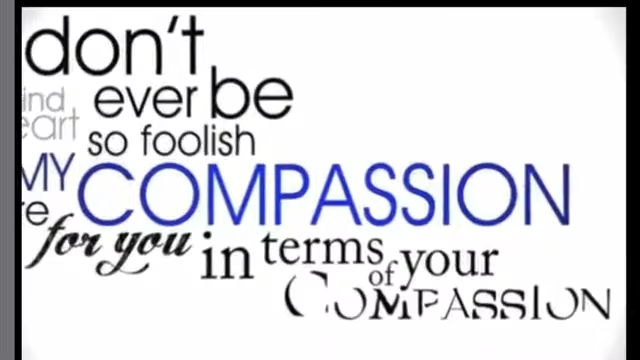 don't
ever be
so foolish
MY COMPASSION
for you in terms
of your
COMPASSION